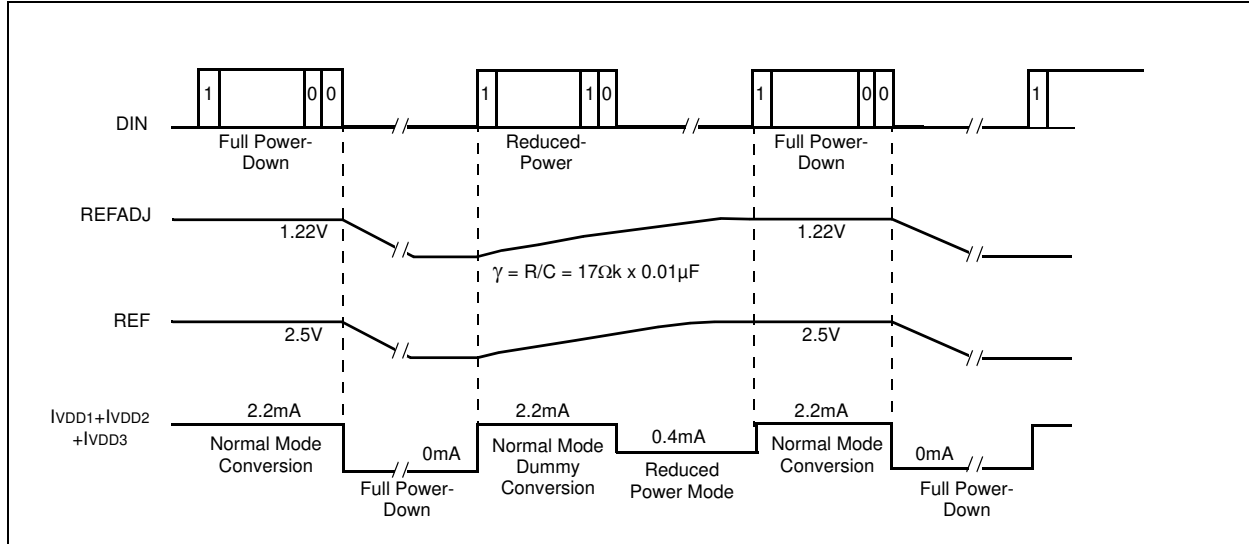 1 0 0 1 1 0 1 0 0 1
DIN
Full Power-
Down
Reduced-
Power
Full Power-
Down
REFADJ
1.22V
1.22V
γ = R/C = 17Ωk x 0.01µF
REF
2.5V
2.5V
IVDD1+IVDD2
+IVDD3
2.2mA
Normal Mode
Conversion
0mA
Full Power-
Down
2.2mA
Normal Mode
Dummy
Conversion
0.4mA
Reduced
Power Mode
2.2mA
Normal Mode
Conversion
0mA
Full Power-
Down